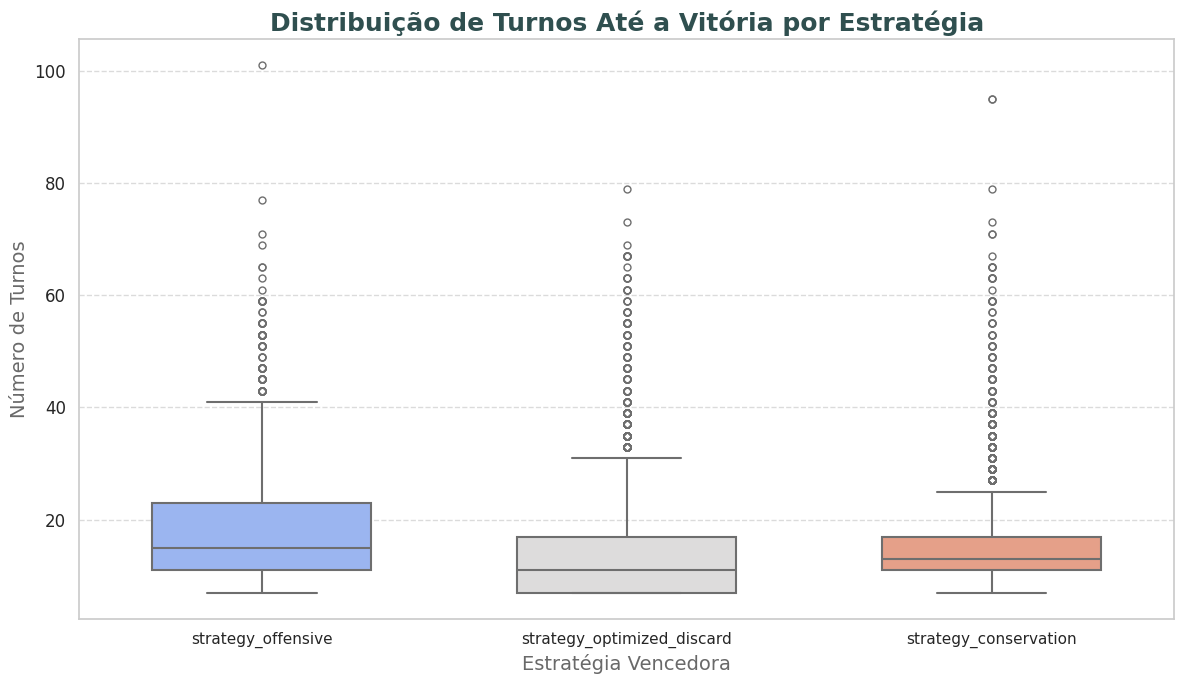 Distribuição de Turnos Até a Vitória por Estratégia
Número de Turnos
100
80
60
40
20
strategy_offensive
strategy_optimized_discard
strategy_conservation
Estratégia Vencedora